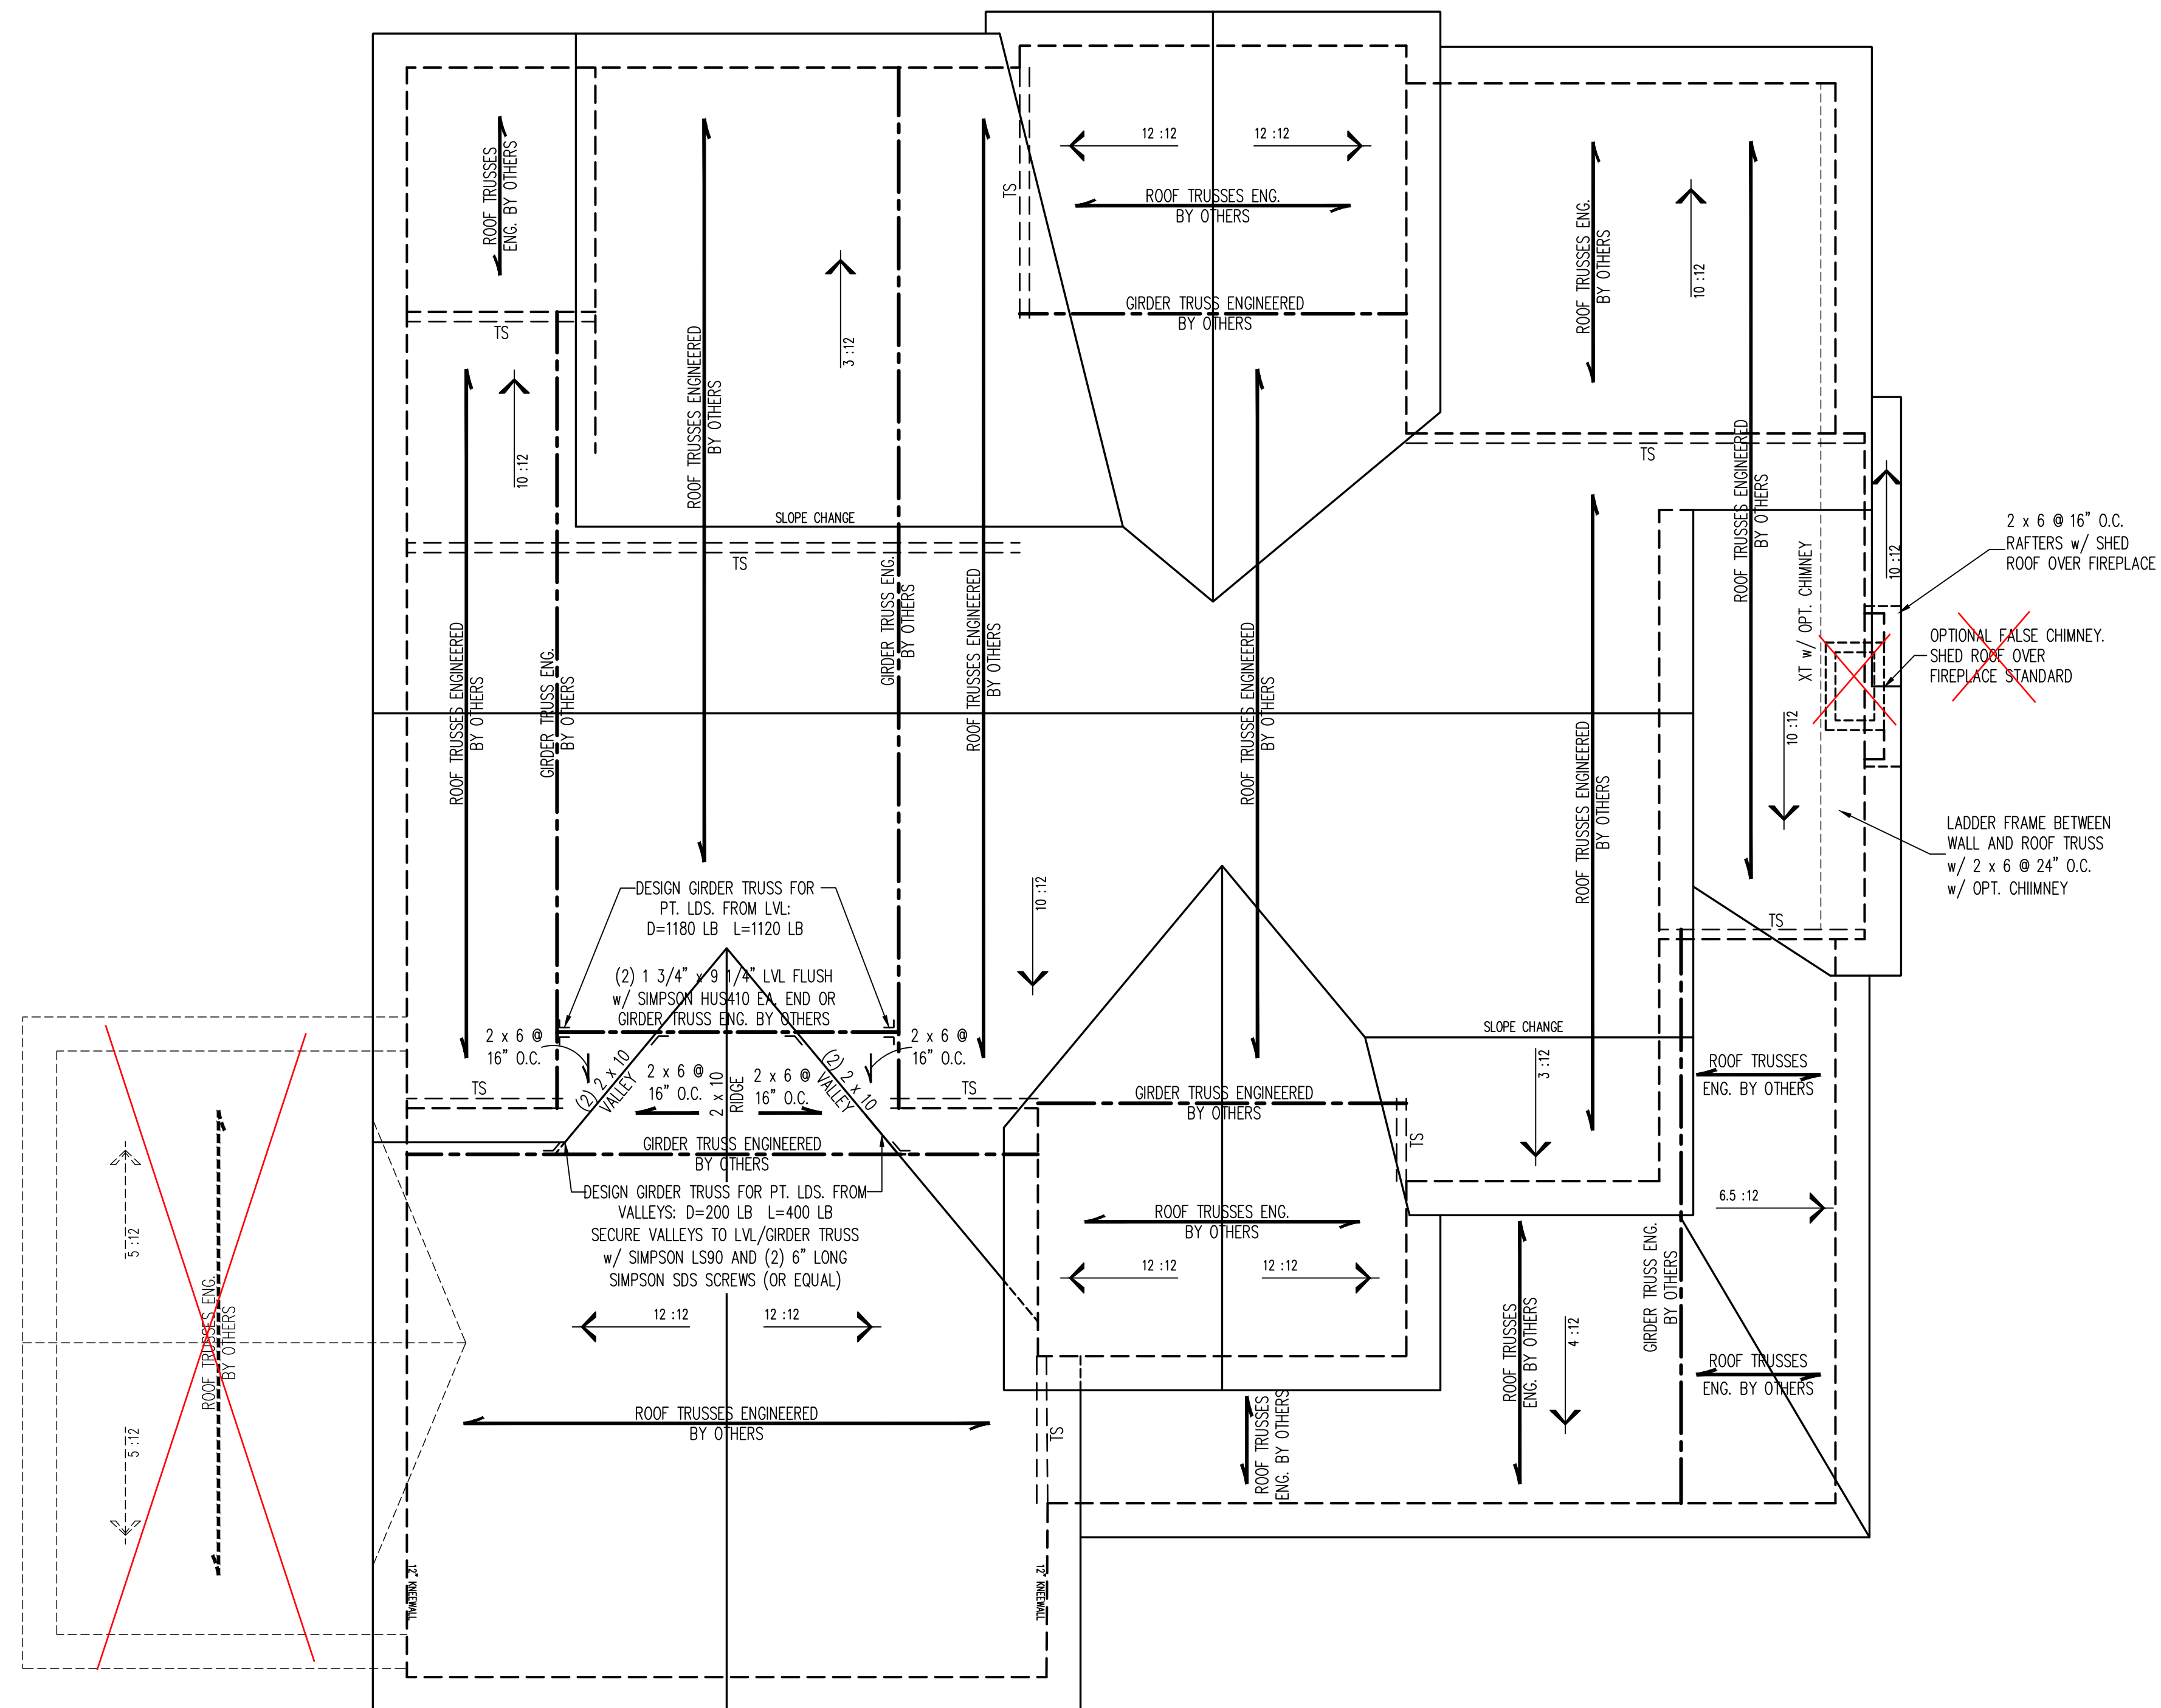 12 :12
12 :12
ROOF TRUSSES
ENG. BY OTHERS
TS
ROOF TRUSSES ENG.
BY OTHERS
ROOF TRUSSES ENG.
BY OTHERS
10 :12
3 :12
GIRDER TRUSS ENGINEERED
BY OTHERS
TS
ROOF TRUSSES ENGINEERED
BY OTHERS
10 :12
TS
ROOF TRUSSES ENGINEERED
BY OTHERS
SLOPE CHANGE
TS
10 :12
2 x 6 @ 16" O.C.
RAFTERS w/ SHED
ROOF OVER FIREPLACE
XT w/ OPT. CHIMNEY
OPTIONAL FALSE CHIMNEY.
SHED ROOF OVER
FIREPLACE STANDARD
ROOF TRUSSES ENGINEERED
BY OTHERS
GIRDER TRUSS ENG.
BY OTHERS
GIRDER TRUSS ENG.
BY OTHERS
ROOF TRUSSES ENGINEERED
BY OTHERS
ROOF TRUSSES ENGINEERED
BY OTHERS
ROOF TRUSSES ENGINEERED
BY OTHERS
10 :12
LADDER FRAME BETWEEN
WALL AND ROOF TRUSS
w/ 2 x 6 @ 24" O.C.
w/ OPT. CHIIMNEY
DESIGN GIRDER TRUSS FOR
PT. LDS. FROM LVL:
D=1180 LB L=1120 LB
10 :12
TS
(2) 1 3/4" x 9 1/4" LVL FLUSH
w/ SIMPSON HUS410 EA. END OR
GIRDER TRUSS ENG. BY OTHERS
2 x 6 @
16" O.C.
2 x 6 @
16" O.C.
SLOPE CHANGE
(2) 2 x 10
VALLEY
2 x 6 @
16" O.C.
2 x 10
RIDGE
2 x 6 @
16" O.C.
(2) 2 x 10
VALLEY
3 :12
ROOF TRUSSES
ENG. BY OTHERS
TS
TS
GIRDER TRUSS ENGINEERED
BY OTHERS
TS
GIRDER TRUSS ENGINEERED
BY OTHERS
DESIGN GIRDER TRUSS FOR PT. LDS. FROM
VALLEYS: D=200 LB L=400 LB
SECURE VALLEYS TO LVL/GIRDER TRUSS
w/ SIMPSON LS90 AND (2) 6" LONG
SIMPSON SDS SCREWS (OR EQUAL)
6.5 :12
ROOF TRUSSES ENG.
BY OTHERS
5 :12
12 :12
12 :12
GIRDER TRUSS ENG.
BY OTHERS
12 :12
12 :12
ROOF TRUSSES ENG.
BY OTHERS
4 :12
ROOF TRUSSES
ENG. BY OTHERS
ROOF TRUSSES
ENG. BY OTHERS
5 :12
ROOF TRUSSES ENGINEERED
BY OTHERS
TS
ROOF TRUSSES
ENG. BY OTHERS
12" KNEEWALL
12" KNEEWALL